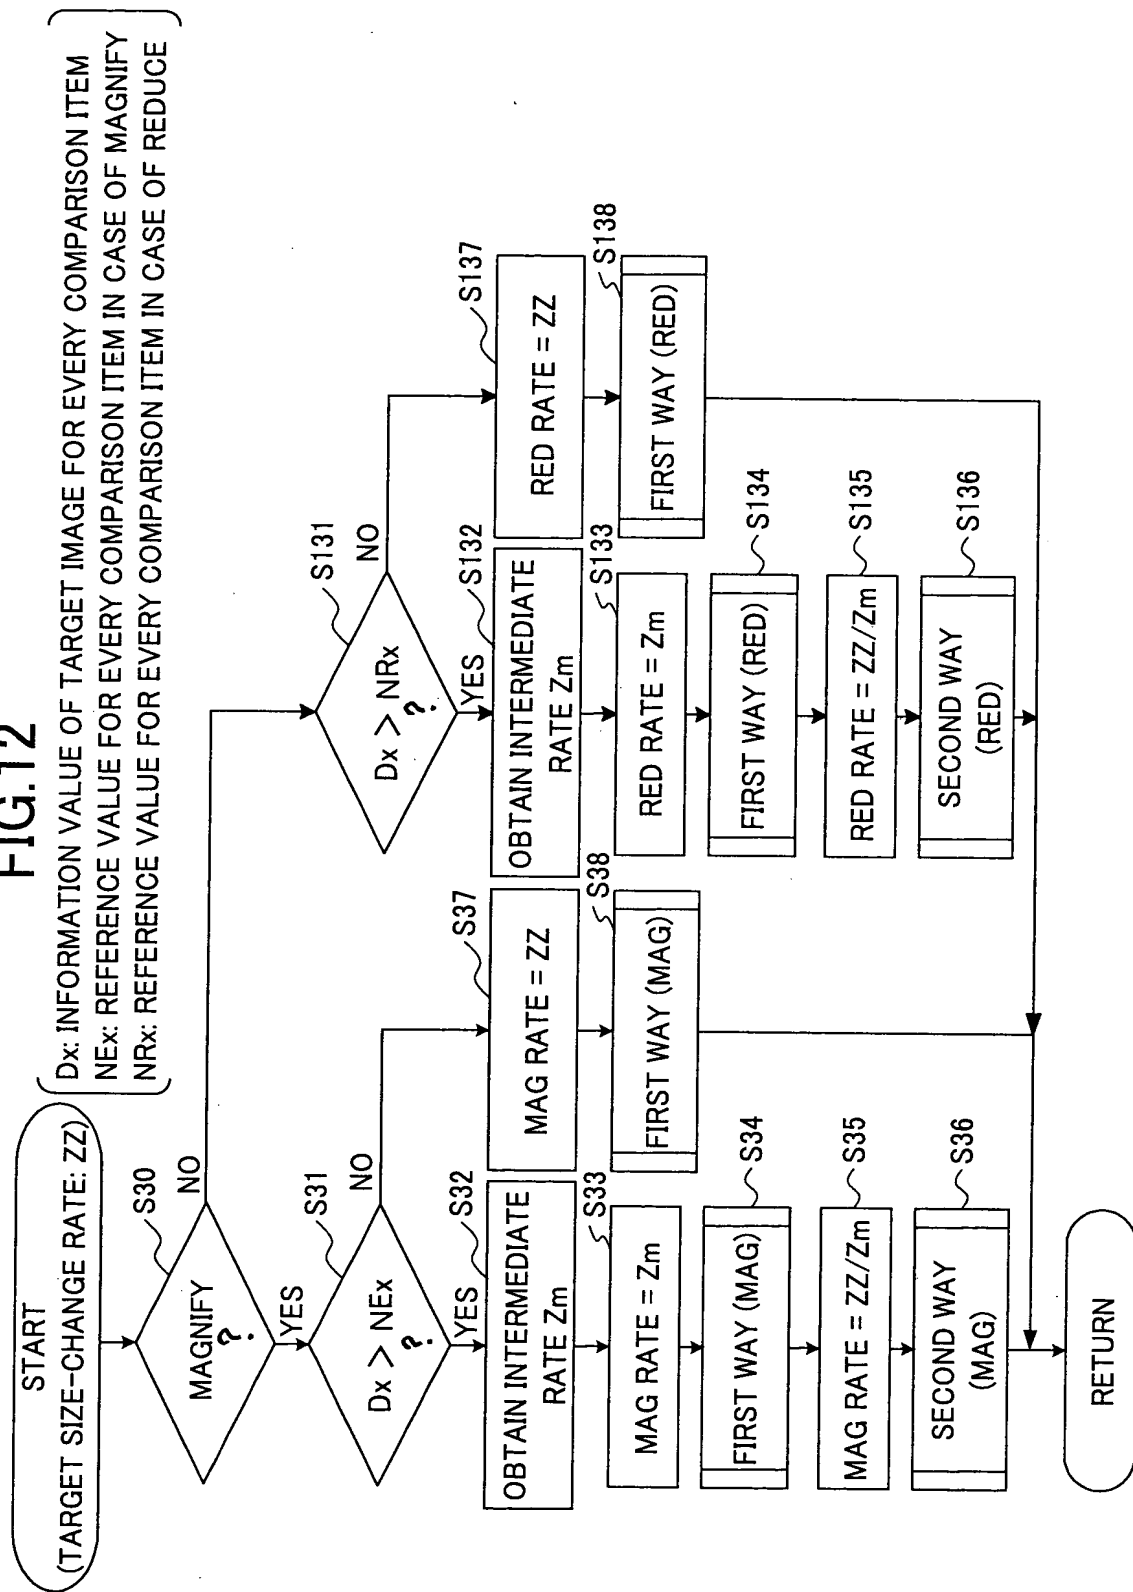 FIG.12
Dx: INFORMATION VALUE OF TARGET IMAGE FOR EVERY COMPARISON ITEM
NEx: REFERENCE VALUE FOR EVERY COMPARISON ITEM IN CASE OF MAGNIFY
NRx: REFERENCE VALUE FOR EVERY COMPARISON ITEM IN CASE OF REDUCE
START
(TARGET SIZE-CHANGE RATE: ZZ)
S30
MAGNIFY
?
NO
YES
S31
Dx > NEx
?
NO
YES
S32
OBTAIN INTERMEDIATE
RATE Zm
S33
MAG RATE = Zm
S34
FIRST WAY (MAG)
S35
MAG RATE = ZZ/Zm
S36
SECOND WAY
(MAG)
S37
MAG RATE = ZZ
S38
FIRST WAY (MAG)
S131
Dx > NRx
?
NO
YES
S132
OBTAIN INTERMEDIATE
RATE Zm
S133
RED RATE = Zm
S134
FIRST WAY (RED)
S135
RED RATE = ZZ/Zm
S136
SECOND WAY
(RED)
S137
RED RATE = ZZ
S138
FIRST WAY (RED)
RETURN